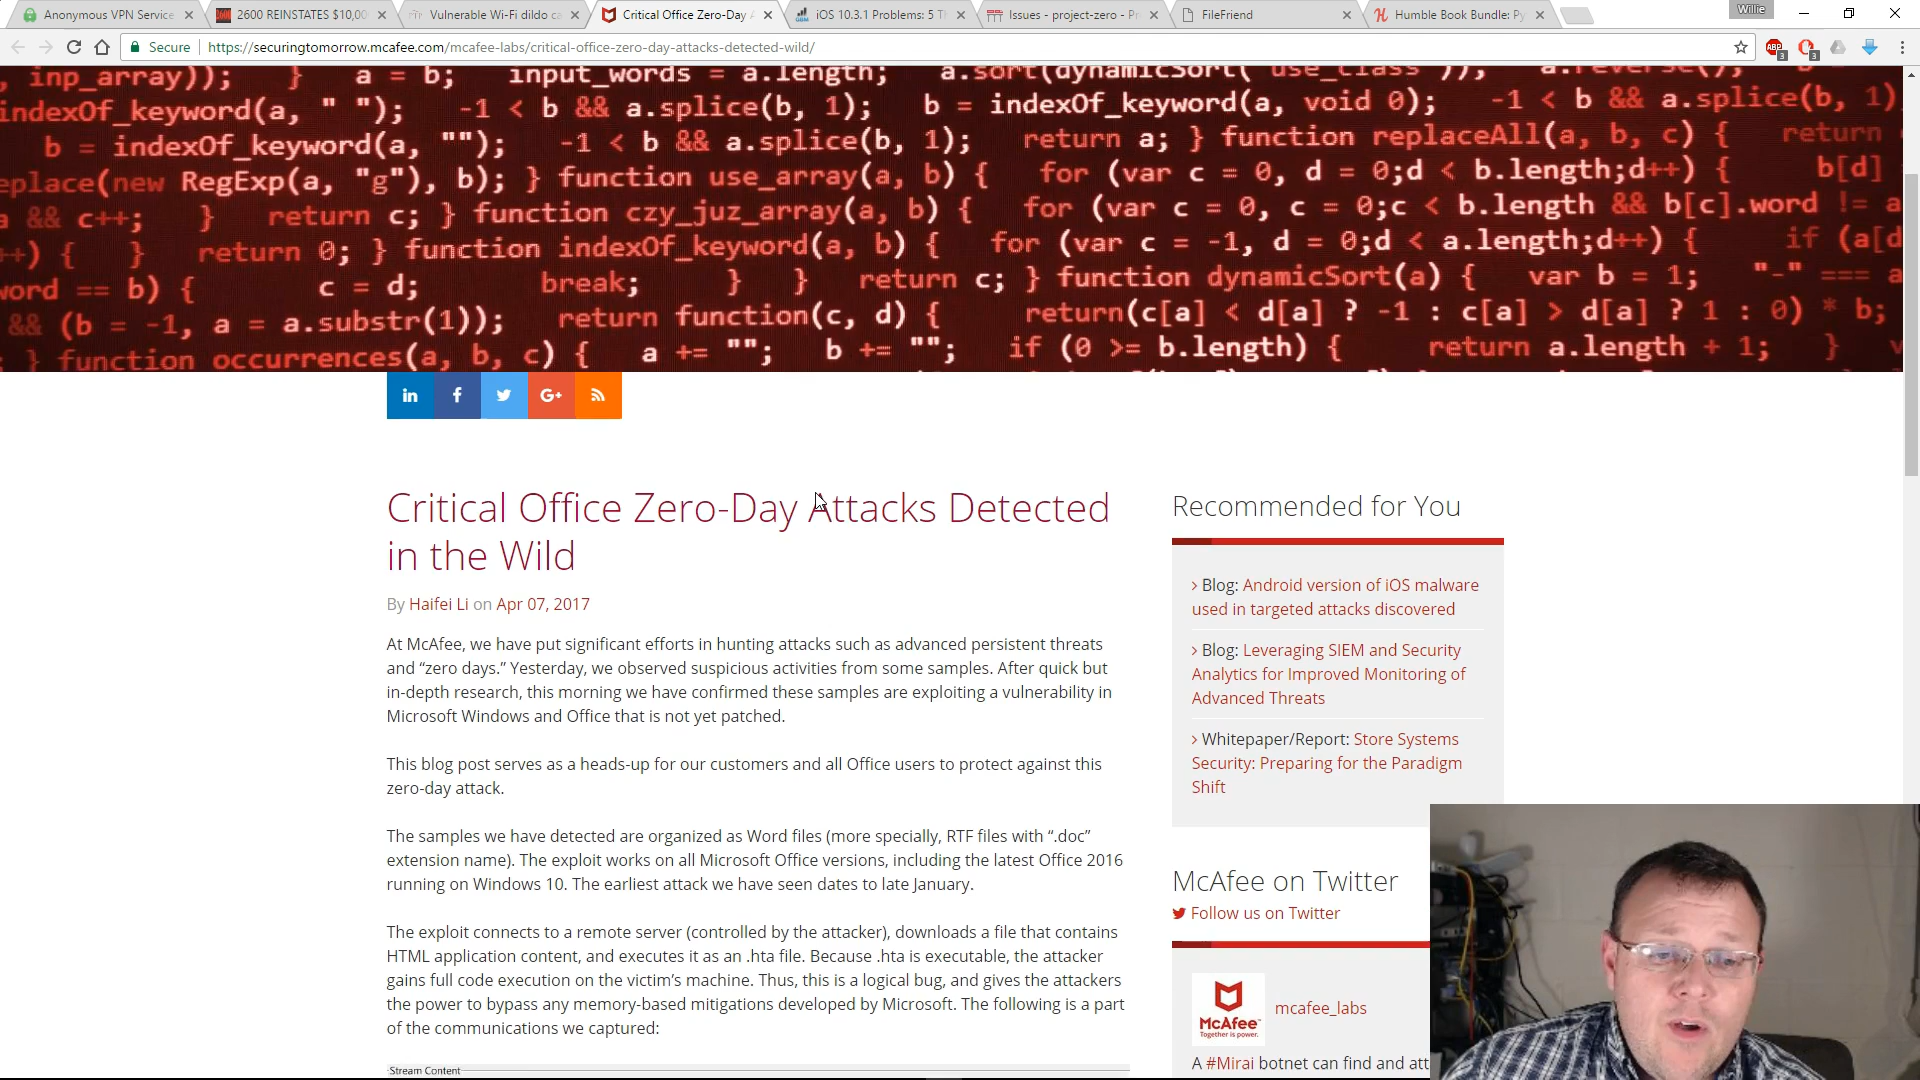 Anonymous VPN Service
2600 REINSTATES $10,00
Vulnerable Wi-Fi dildo ca
Critical Office Zero-Day A
iOS 10.3.1 Problems: 5 T
Issues - project-zero - Pr
FileFriend
Humble Book Bundle: Py
Willie
Secure
https://securingtomorrow.mcafee.com/mcafee-labs/critical-office-zero-day-attacks-detected-wild/
ABP
3
3
inp_array)); } a = b; input_words = a.length; a.sort(dynamicSort("use_class")); a.reverse();
indexOf_keyword(a, " "); -1 < b && a.splice(b, 1); b = indexOf_keyword(a, void 0); -1 < b && a.splice(b, 1)
b = indexOf_keyword(a, ""); -1 < b && a.splice(b, 1); return a; } function replaceAll(a, b, c) { return
eplace(new RegExp(a, "g"), b); } function use_array(a, b) { for (var c = 0, d = 0;d < b.length;d++) { b[d]
a && c++; } return c; } function czy_juz_array(a, b) { for (var c = 0, c = 0;c < b.length && b[c].word != a
++) { } return 0; } function indexOf_keyword(a, b) { for (var c = -1, d = 0;d < a.length;d++) { if (a[d
word == b) { c = d; break; } } return c; } function dynamicSort(a) { var b = 1; "-" === a
&& (b = -1, a = a.substr(1)); return function(c, d) { return(c[a] < d[a] ? -1 : c[a] > d[a] ? 1 : 0) * b;
; } function occurrences(a, b, c) { a += ""; b += ""; if (0 >= b.length) { return a.length + 1; }
in
f
G+
Critical Office Zero-Day Attacks Detected
in the Wild
By Haifei Li on Apr 07, 2017
At McAfee, we have put significant efforts in hunting attacks such as advanced persistent threats
and “zero days.” Yesterday, we observed suspicious activities from some samples. After quick but
in-depth research, this morning we have confirmed these samples are exploiting a vulnerability in
Microsoft Windows and Office that is not yet patched.
This blog post serves as a heads-up for our customers and all Office users to protect against this
zero-day attack.
The samples we have detected are organized as Word files (more specially, RTF files with “.doc”
extension name). The exploit works on all Microsoft Office versions, including the latest Office 2016
running on Windows 10. The earliest attack we have seen dates to late January.
The exploit connects to a remote server (controlled by the attacker), downloads a file that contains
HTML application content, and executes it as an .hta file. Because .hta is executable, the attacker
gains full code execution on the victim’s machine. Thus, this is a logical bug, and gives the attackers
the power to bypass any memory-based mitigations developed by Microsoft. The following is a part
of the communications we captured:
Stream Content
Recommended for You
Blog: Android version of iOS malware
used in targeted attacks discovered
Blog: Leveraging SIEM and Security
Analytics for Improved Monitoring of
Advanced Threats
Whitepaper/Report: Store Systems
Security: Preparing for the Paradigm
Shift
McAfee on Twitter
Follow us on Twitter
McAfee
Together is power.
mcafee_labs
A #Mirai botnet can find and att